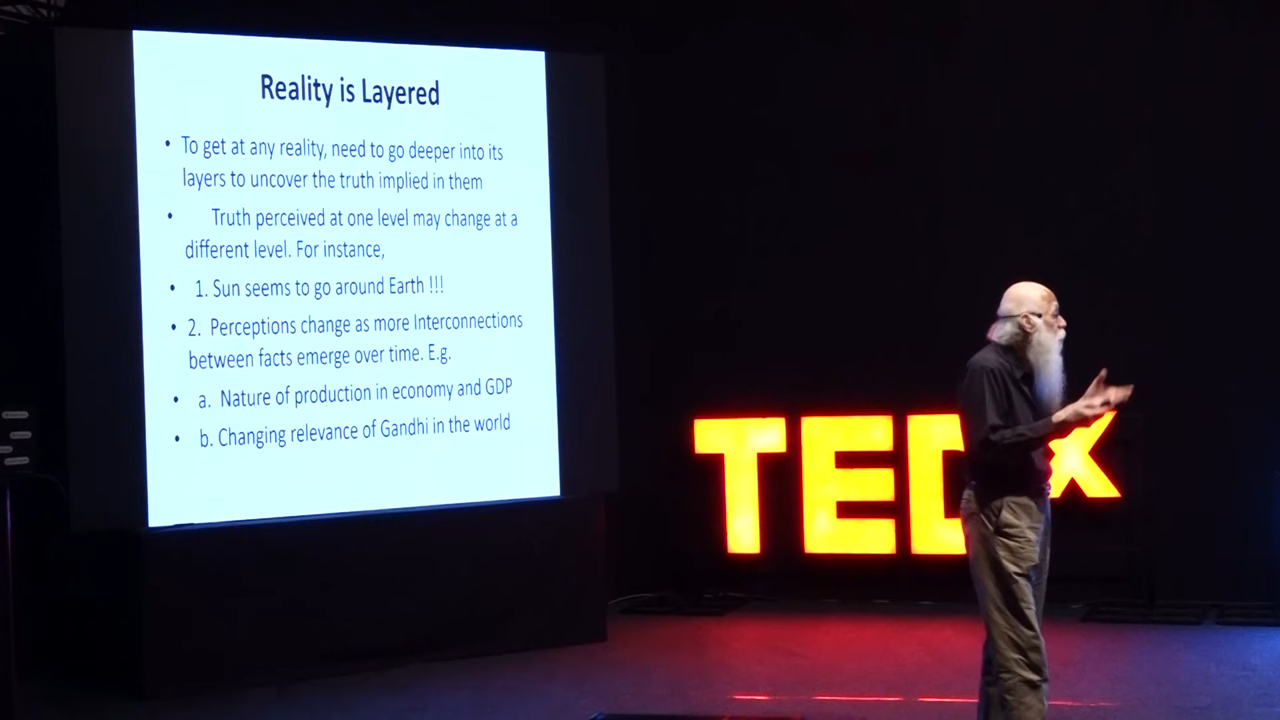 Reality is Layered
• To get at any reality, need to go deeper into its
layers to uncover the truth implied in them
• Truth perceived at one level may change at a
different level. For instance,
• 1. Sun seems to go around Earth !!!
• 2. Perceptions change as more Interconnections
between facts emerge over time. E.g.
• a. Nature of production in economy and GDP
• b. Changing relevance of Gandhi in the world
TEDx